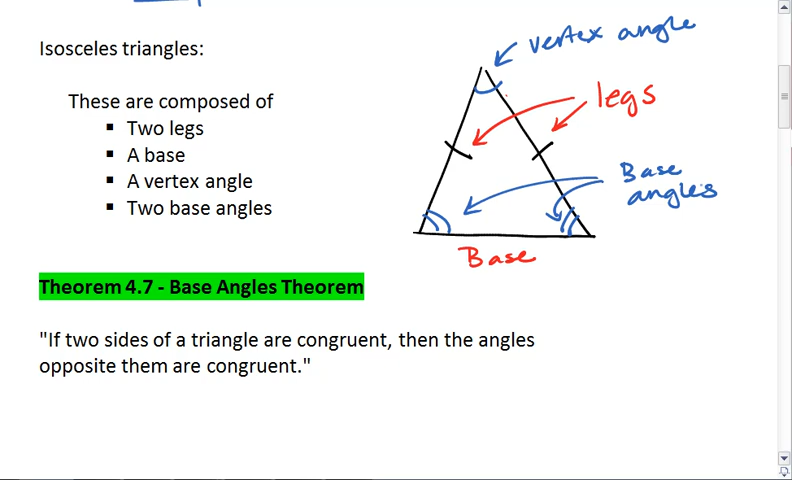 vertex angle
Isosceles triangles:
legs
These are composed of
▪ Two legs
▪ A base
▪ A vertex angle
▪ Two base angles
Base
angles
Base
Theorem 4.7 - Base Angles Theorem
"If two sides of a triangle are congruent, then the angles
opposite them are congruent."